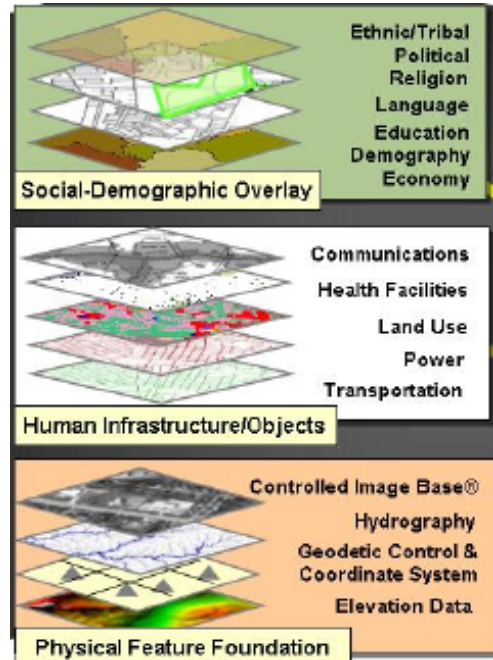 Ethnic/Tribal
Political
Religion
Language
Education
Demography
Economy
Social-Demographic Overlay
Communications
Health Facilities
Land Use
Power
Transportation
Human Infrastructure/Objects
Controlled Image Base®
Hydrography
Geodetic Control &
Coordinate System
Elevation Data
Physical Feature Foundation